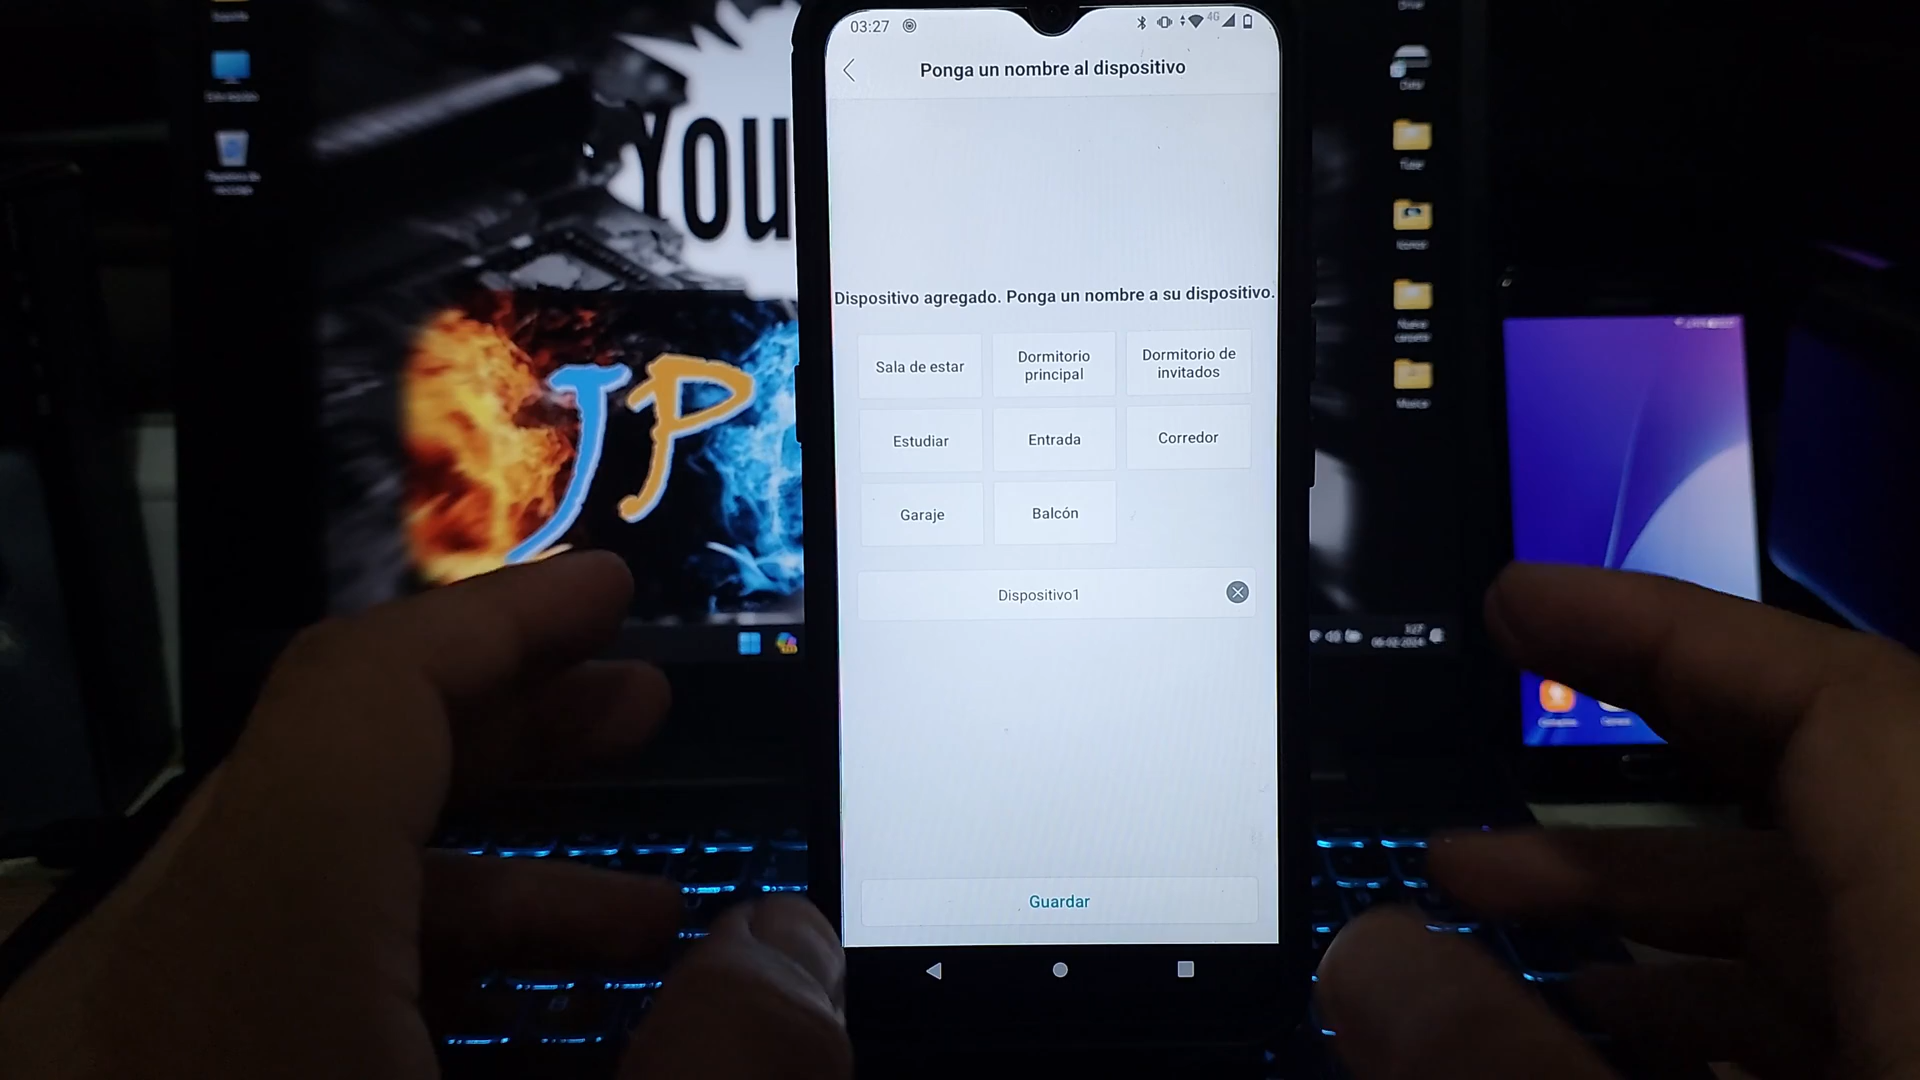 03:27
4G
Ponga un nombre al dispositivo
You
Dispositivo agregado. Ponga un nombre a su dispositivo.
Sala de estar
Dormitorio
principal
Dormitorio de
invitados
Estudiar
Entrada
Corredor
Garaje
Balcón
JP
Dispositivo1
Guardar